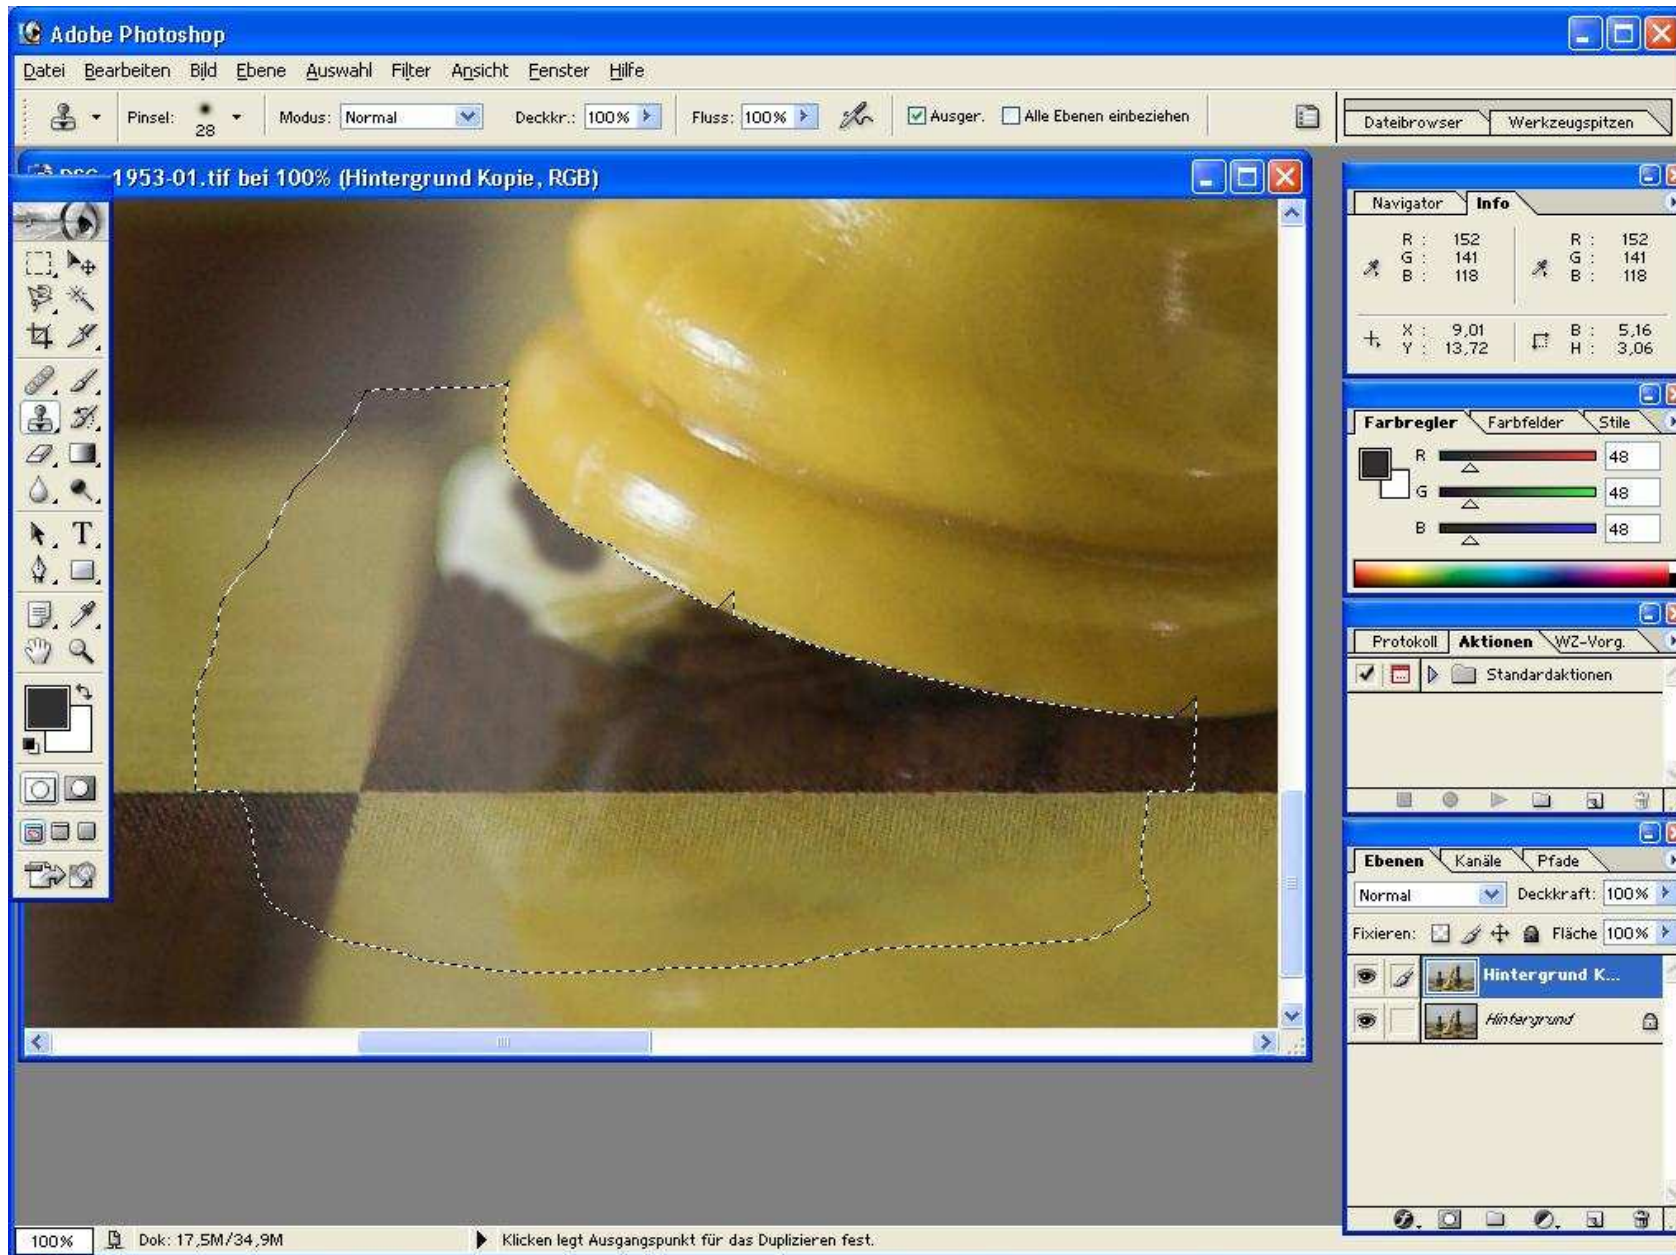 Adobe Photoshop
Datei Bearbeiten Bild Ebene Auswahl Filter Ansicht Fenster Hilfe
Pinsel: 28 Modus: Normal Deckkr.: 100% Fluss: 100% Ausger. Alle Ebenen einbeziehen Dateibrowser Werkzeugspitzen
1953-01.tif bei 100% (Hintergrund Kopie, RGB)
Navigator Info
R : 152 R : 152
G : 141 G : 141
B : 118 B : 118
X : 9,01 B : 5,16
Y : 13,72 H : 3,06
Farbregler Farbfelder Stile
R 48
G 48
B 48
Protokoll Aktionen WZ-Vorg.
Standardaktionen
Ebenen Kanäle Pfade
Normal Deckkraft: 100%
Fixieren: Fläche 100%
Hintergrund K...
Hintergrund
100% Dok: 17,5M/34,9M Klicken legt Ausgangspunkt für das Duplizieren fest.